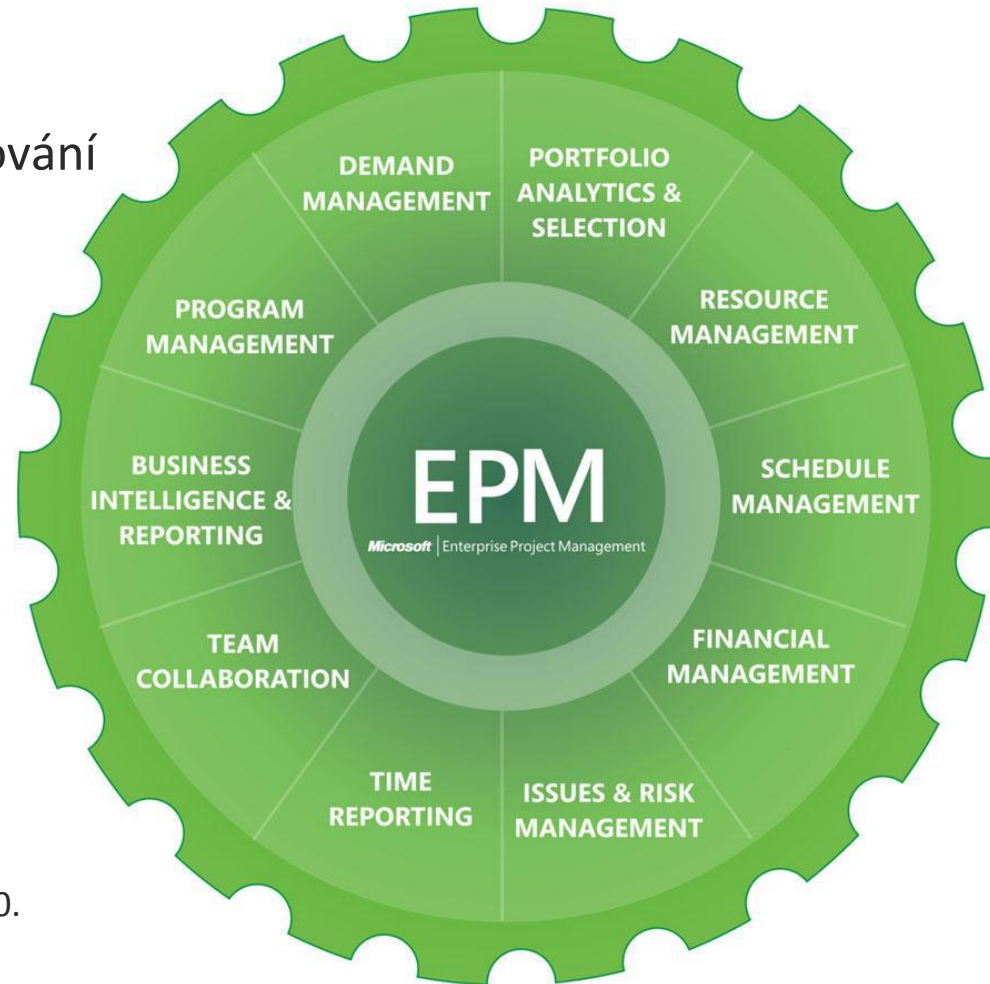 ování
DEMAND
MANAGEMENT
PORTFOLIO
ANALYTICS &
SELECTION
PROGRAM
MANAGEMENT
RESOURCE
MANAGEMENT
BUSINESS
INTELLIGENCE &
REPORTING
EPM
Microsoft | Enterprise Project Management
SCHEDULE
MANAGEMENT
TEAM
COLLABORATION
FINANCIAL
MANAGEMENT
TIME
REPORTING
ISSUES & RISK
MANAGEMENT
0.